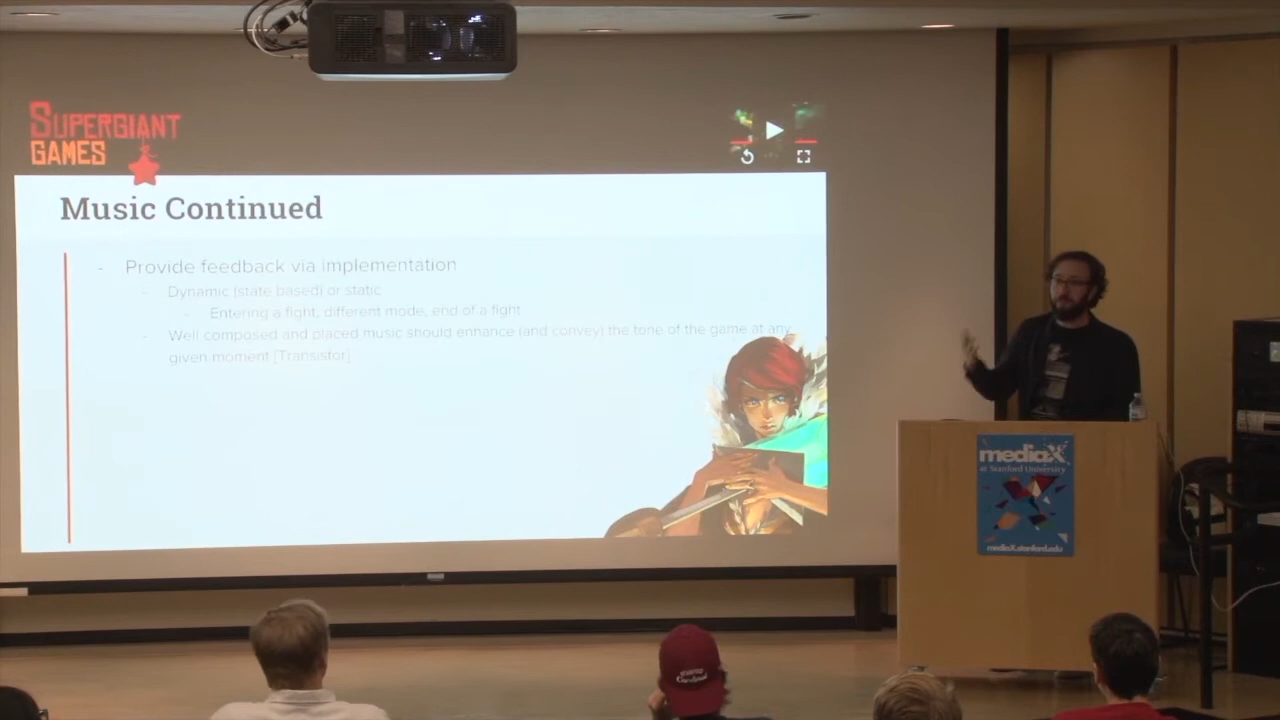 SUPERGIANT
GAMES
Music Continued
- Provide feedback via implementation
- Dynamic (state based) or static
- Entering a fight, different mode, end of a fight
- Well composed and placed music should enhance (and convey) the tone of the game at any
given moment [Transistor]
mediaX
at Stanford University
mediaX.stanford.edu